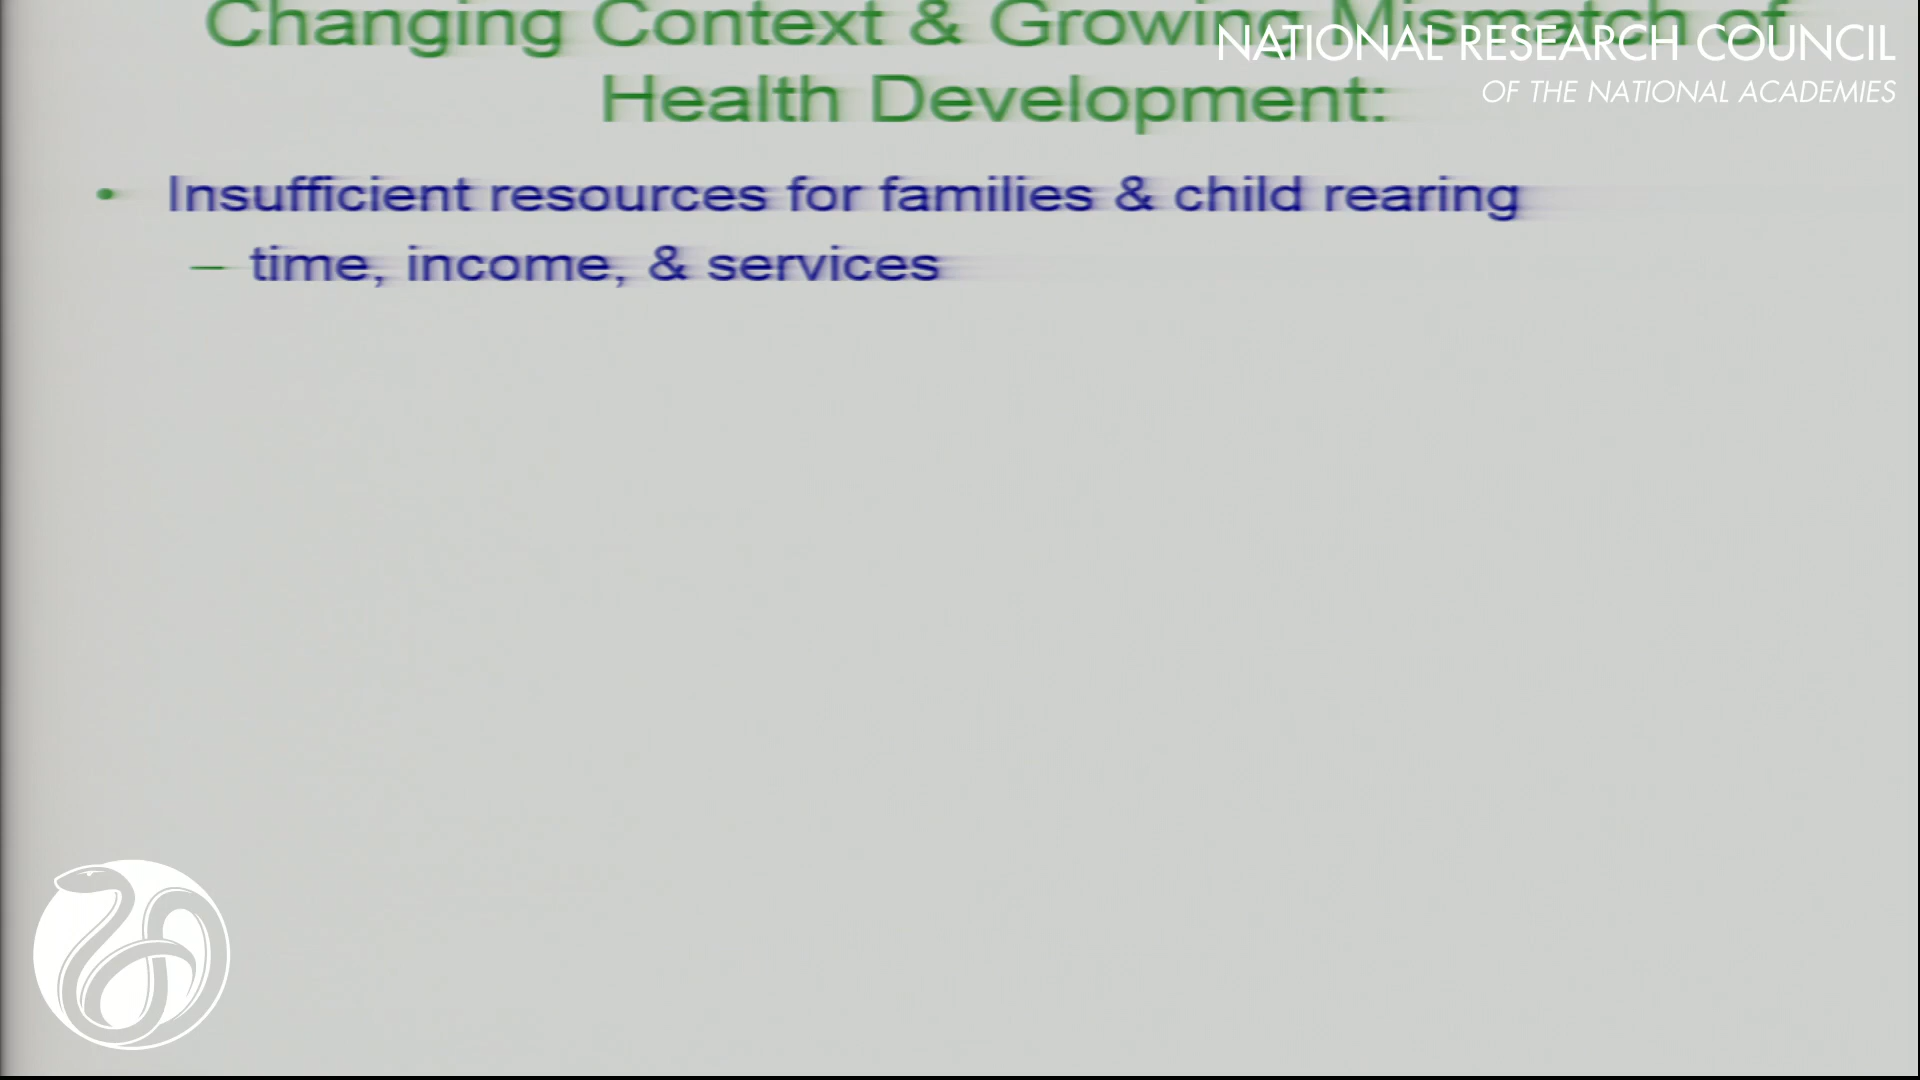 Changing Context & Growing Mismatch of
Health Development:
NATIONAL RESEARCH COUNCIL
OF THE NATIONAL ACADEMIES
• Insufficient resources for families & child rearing
– time, income, & services